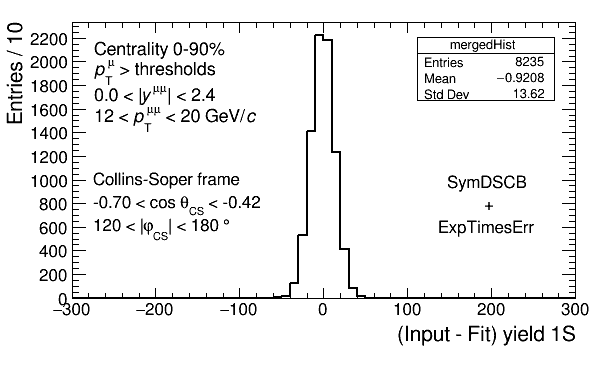 Entries / 10
2200
2000
1800
1600
1400
1200
1000
800
600
400
200
0
Centrality 0-90%
p_T^μ > thresholds
0.0 < |y^μμ| < 2.4
12 < p_T^μμ < 20 GeV/c
Collins-Soper frame
-0.70 < cos θ_CS < -0.42
120 < |φ_CS| < 180 °
mergedHist
Entries 8235
Mean −0.9208
Std Dev 13.62
SymDSCB
+
ExpTimesErr
−300 −200 −100 0 100 200 300
(Input - Fit) yield 1S